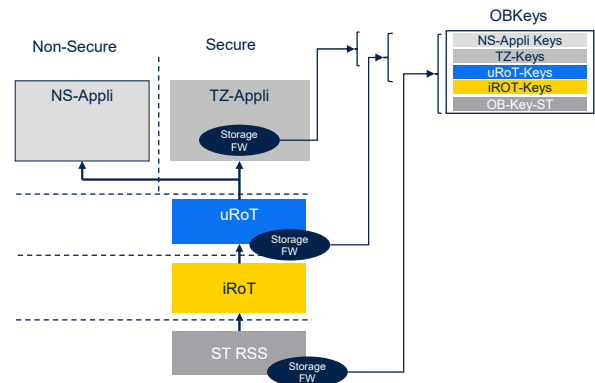 OBKeys
NS-Appli Keys
TZ-Keys
uRoT-Keys
iROT-Keys
OB-Key-ST
Non-Secure
Secure
NS-Appli
TZ-Appli
Storage
FW
uRoT
Storage
FW
iRoT
ST RSS
Storage
FW